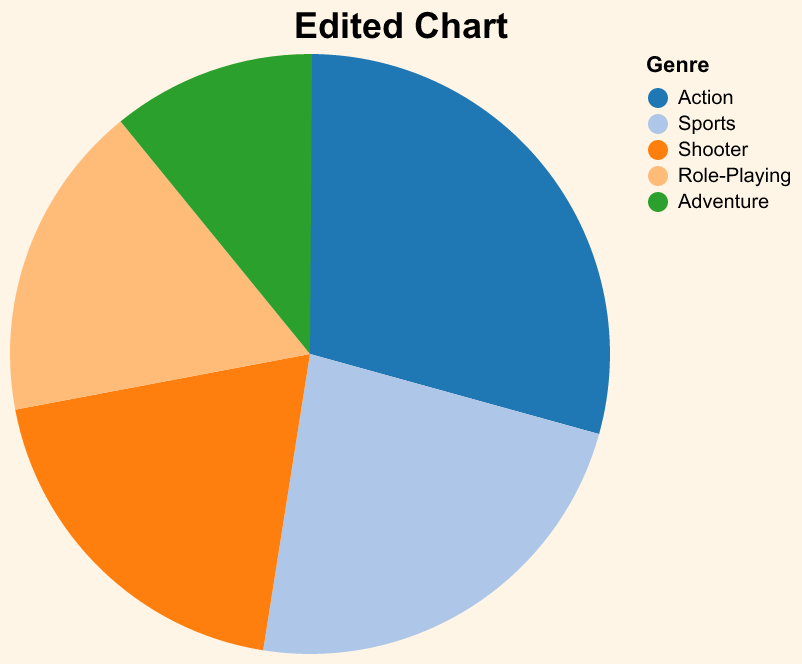 Edited Chart
Genre
Action
Sports
Shooter
Role-Playing
Adventure